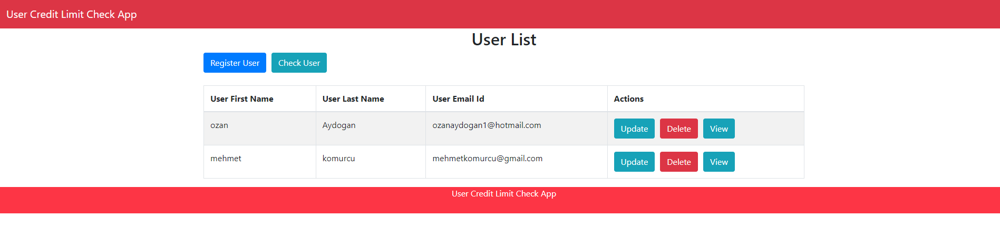 User Credit Limit Check App
User List
Register User Check User
User First Name User Last Name User Email Id Actions
ozan Aydogan ozanaydogan1@hotmail.com Update Delete View
mehmet komurcu mehmetkomurcu@gmail.com Update Delete View
User Credit Limit Check App